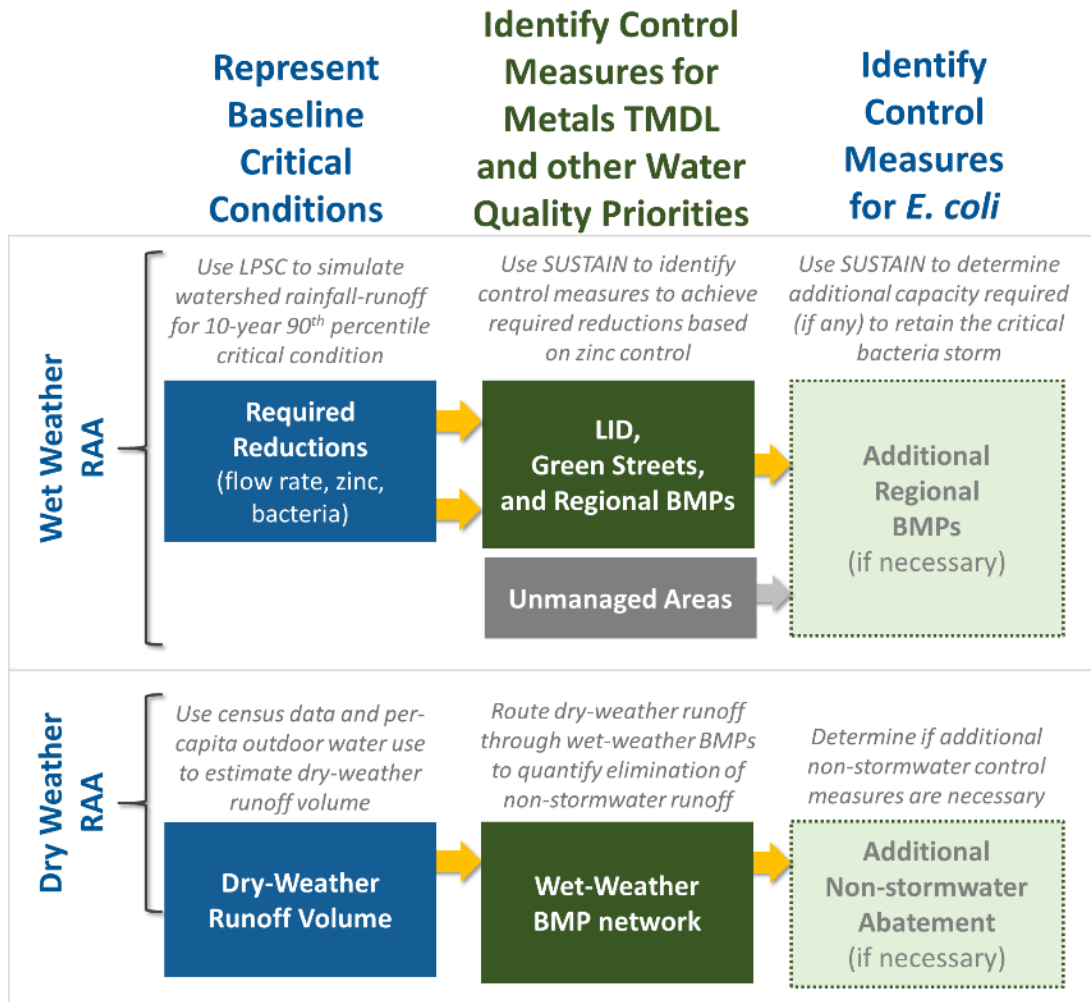 Represent
Baseline
Critical
Conditions
Identify Control
Measures for
Metals TMDL
and other Water
Quality Priorities
Identify
Control
Measures
for E. coli
Wet Weather
RAA
Use LPSC to simulate
watershed rainfall-runoff
for 10-year 90th percentile
critical condition
Required
Reductions
(flow rate, zinc,
bacteria)
Use SUSTAIN to identify
control measures to achieve
required reductions based
on zinc control
LID,
Green Streets,
and Regional BMPs
Unmanaged Areas
Use SUSTAIN to determine
additional capacity required
(if any) to retain the critical
bacteria storm
Additional
Regional
BMPs
(if necessary)
Dry Weather
RAA
Use census data and per-
capita outdoor water use
to estimate dry-weather
runoff volume
Dry-Weather
Runoff Volume
Route dry-weather runoff
through wet-weather BMPs
to quantify elimination of
non-stormwater runoff
Wet-Weather
BMP network
Determine if additional
non-stormwater control
measures are necessary
Additional
Non-stormwater
Abatement
(if necessary)